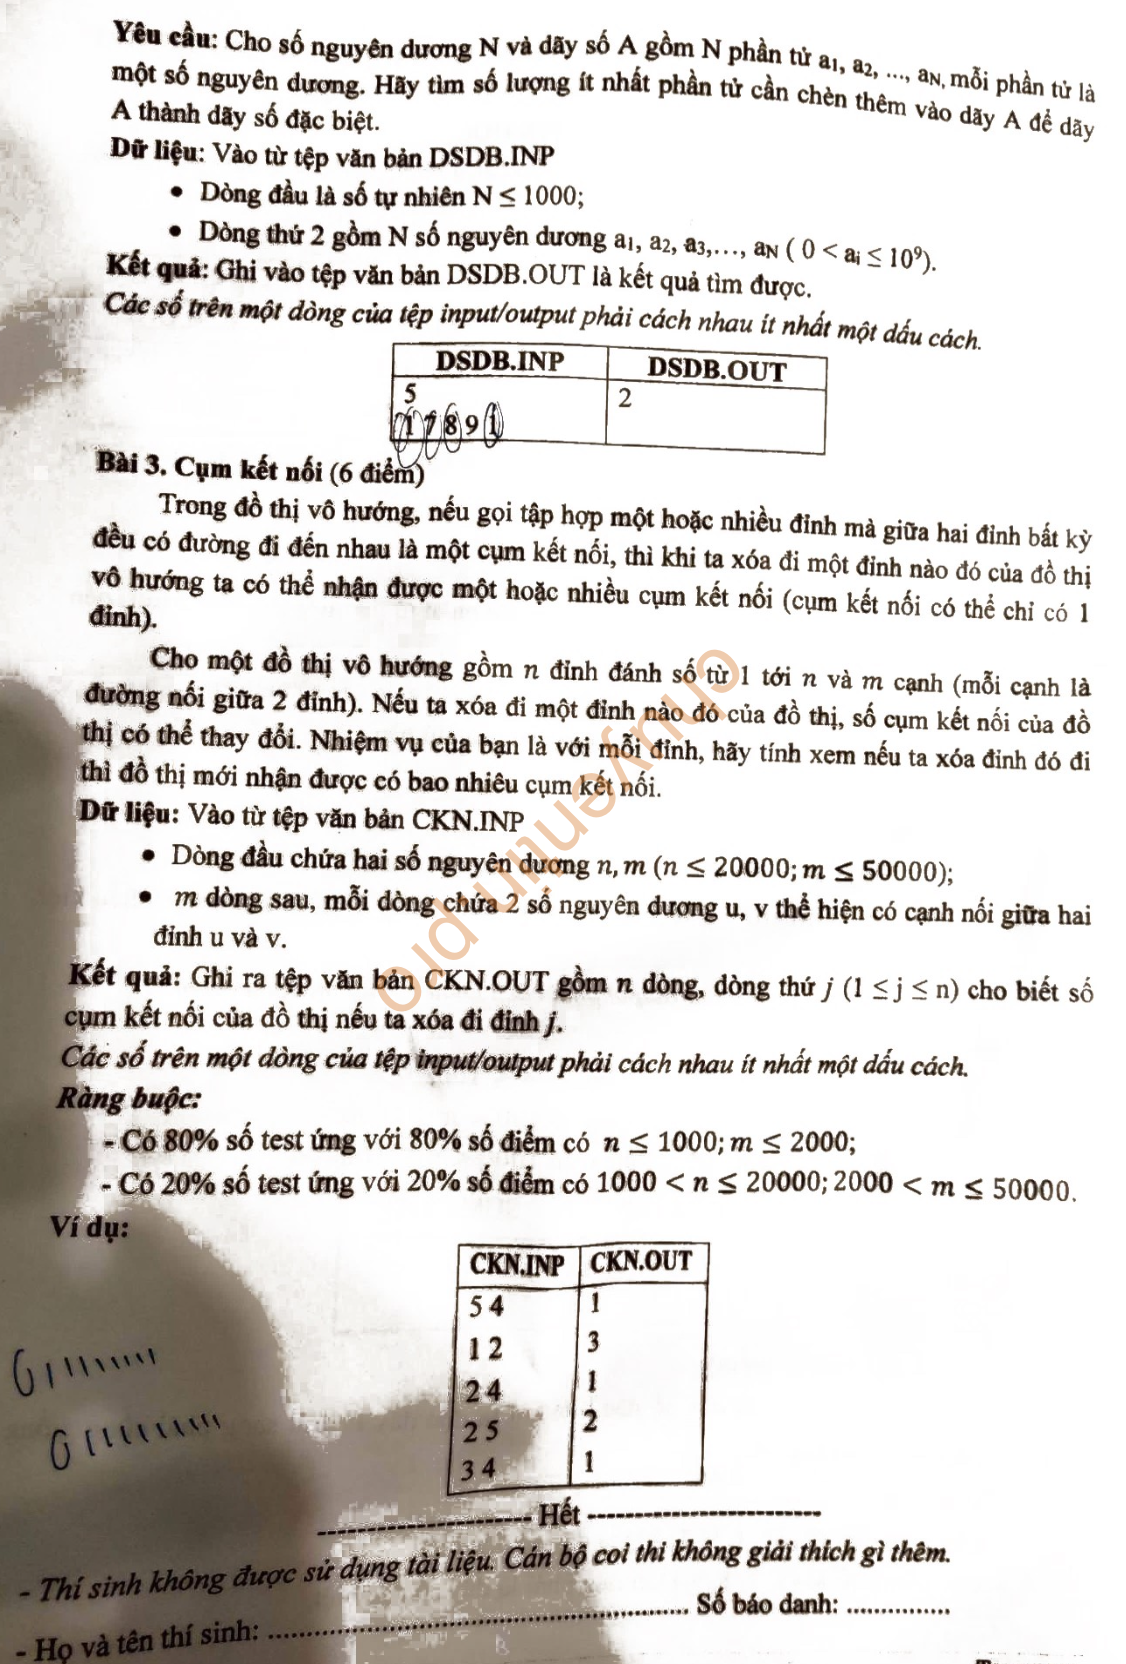 Yêu cầu: Cho số nguyên dương N và dãy số A gồm N phần tử a1, a2, ..., aN, mỗi phần tử là
một số nguyên dương. Hãy tìm số lượng ít nhất phần tử cần chèn thêm vào dãy A để dãy
A thành dãy số đặc biệt.
Dữ liệu: Vào từ tệp văn bản DSDB.INP
• Dòng đầu là số tự nhiên N ≤ 1000;
• Dòng thứ 2 gồm N số nguyên dương a1, a2, a3,…, aN ( 0 < ai ≤ 10⁹).
Kết quả: Ghi vào tệp văn bản DSDB.OUT là kết quả tìm được.
Các số trên một dòng của tệp input/output phải cách nhau ít nhất một dấu cách.
DSDB.INP DSDB.OUT
5 2
1 7 8 9 1
Bài 3. Cụm kết nối (6 điểm)
Trong đồ thị vô hướng, nếu gọi tập hợp một hoặc nhiều đỉnh mà giữa hai đỉnh bất kỳ
đều có đường đi đến nhau là một cụm kết nối, thì khi ta xóa đi một đỉnh nào đó của đồ thị
vô hướng ta có thể nhận được một hoặc nhiều cụm kết nối (cụm kết nối có thể chỉ có 1
đỉnh).
Cho một đồ thị vô hướng gồm n đỉnh đánh số từ 1 tới n và m cạnh (mỗi cạnh là
đường nối giữa 2 đỉnh). Nếu ta xóa đi một đỉnh nào đó của đồ thị, số cụm kết nối của đồ
thị có thể thay đổi. Nhiệm vụ của bạn là với mỗi đỉnh, hãy tính xem nếu ta xóa đỉnh đó đi
thì đồ thị mới nhận được có bao nhiêu cụm kết nối.
Dữ liệu: Vào từ tệp văn bản CKN.INP
• Dòng đầu chứa hai số nguyên dương n, m (n ≤ 20000; m ≤ 50000);
• m dòng sau, mỗi dòng chứa 2 số nguyên dương u, v thể hiện có cạnh nối giữa hai
đỉnh u và v.
Kết quả: Ghi ra tệp văn bản CKN.OUT gồm n dòng, dòng thứ j (1 ≤ j ≤ n) cho biết số
cụm kết nối của đồ thị nếu ta xóa đi đỉnh j.
Các số trên một dòng của tệp input/output phải cách nhau ít nhất một dấu cách.
Ràng buộc:
- Có 80% số test ứng với 80% số điểm có n ≤ 1000; m ≤ 2000;
- Có 20% số test ứng với 20% số điểm có 1000 < n ≤ 20000; 2000 < m ≤ 50000.
Ví dụ:
CKN.INP CKN.OUT
5 4 1
1 2 3
2 4 1
2 5 2
3 4 1
---------- Hết ----------
- Thí sinh không được sử dụng tài liệu. Cán bộ coi thi không giải thích gì thêm.
- Họ và tên thí sinh: .......... Số báo danh: ..........
chuyentin pro